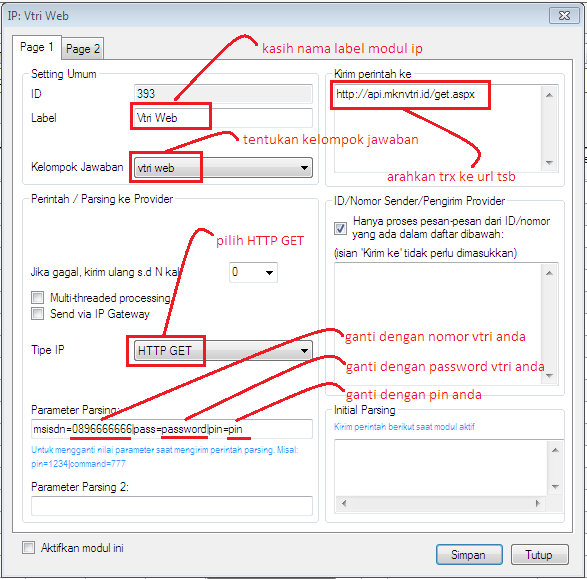 IP: Vtri Web
Page 1
Page 2
kasih nama label modul ip
Setting Umum
ID
393
Label
Vtri Web
tentukan kelompok jawaban
Kelompok Jawaban
vtri web
Kirim perintah ke
http://api.mknvtri.id/get.aspx
arahkan trx ke url tsb
Perintah / Parsing ke Provider
pilih HTTP GET
Jika gagal, kirim ulang s.d N kali
0
Multi-threaded processing
Send via IP Gateway
Tipe IP
HTTP GET
ID/Nomor Sender/Pengirim Provider
Hanya proses pesan-pesan dari ID/nomor
yang ada dalam daftar dibawah:
(isian 'Kirim ke' tidak perlu dimasukkan)
ganti dengan nomor vtri anda
ganti dengan password vtri anda
ganti dengan pin anda
Parameter Parsing:
msisdn=0896666666|pass=password|pin=pin
Untuk mengganti nilai parameter saat mengirim perintah parsing. Misal:
pin=1234|command=777
Parameter Parsing 2:
Initial Parsing
Kirim perintah berikut saat modul aktif
Aktifkan modul ini
Simpan
Tutup